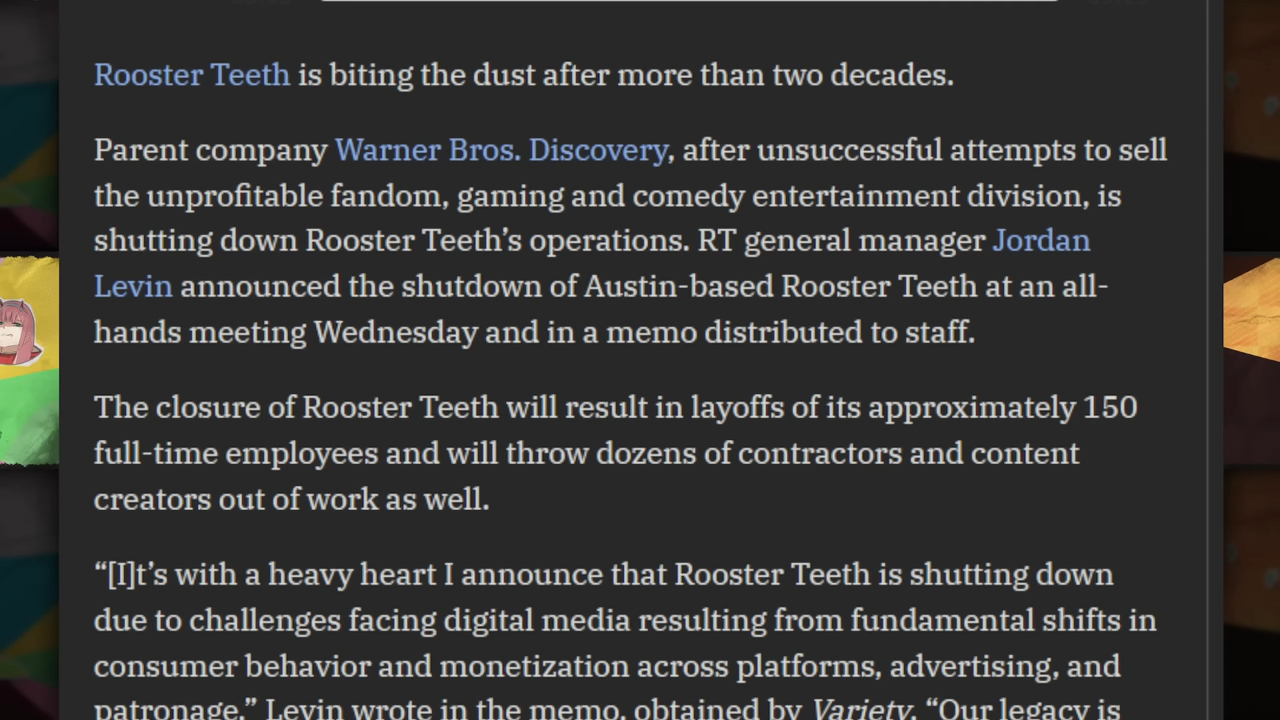 Rooster Teeth is biting the dust after more than two decades.
Parent company Warner Bros. Discovery, after unsuccessful attempts to sell
the unprofitable fandom, gaming and comedy entertainment division, is
shutting down Rooster Teeth’s operations. RT general manager Jordan
Levin announced the shutdown of Austin-based Rooster Teeth at an all-
hands meeting Wednesday and in a memo distributed to staff.
The closure of Rooster Teeth will result in layoffs of its approximately 150
full-time employees and will throw dozens of contractors and content
creators out of work as well.
“[I]t’s with a heavy heart I announce that Rooster Teeth is shutting down
due to challenges facing digital media resulting from fundamental shifts in
consumer behavior and monetization across platforms, advertising, and
patronage,” Levin wrote in the memo, obtained by Variety. “Our legacy is